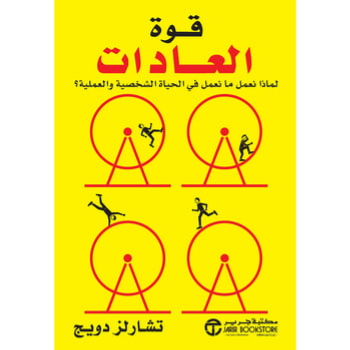 قوة
العادات
لماذا نعمل ما نعمل في الحياة الشخصية والعملية؟
تشارلز دويج
مكتبة جرير
JARIR BOOKSTORE